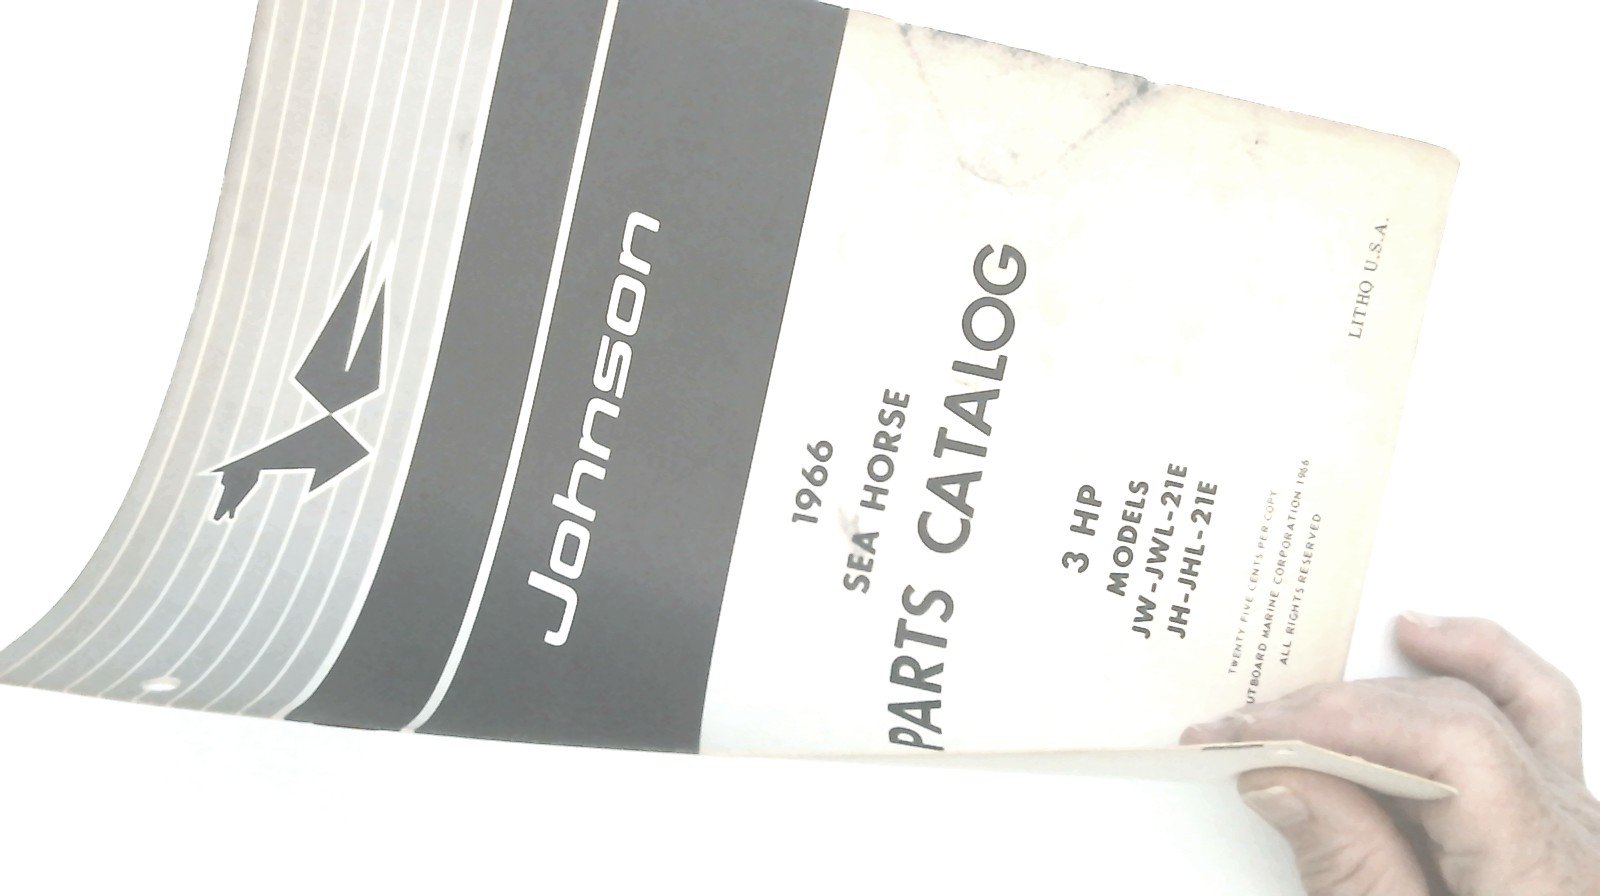 Johnson
1966
SEA HORSE
PARTS CATALOG
3 HP
MODELS
JW-JWL-21E
JH-JHL-21E
TWENTY FIVE CENTS PER COPY
UTBOARD MARINE CORPORATION 1966
ALL RIGHTS RESERVED
LITHO U.S.A.